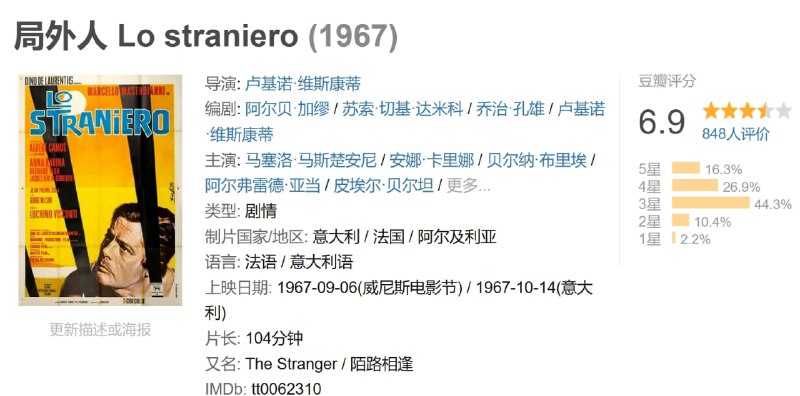 局外人 Lo straniero (1967)
DINO DE LAURENTIIS
MARCELLO MASTROIANNI
LO
STRANIERO
ALBERT CAMUS
ANNA KARINA
BERNARD BLIER
GEORGES WILSON
LUCHINO VISCONTI
TECHNICOLOR
更新描述或海报
导演: 卢基诺·维斯康蒂
编剧: 阿尔贝·加缪 / 苏索·切基·达米科 / 乔治·孔雄 / 卢基诺
·维斯康蒂
主演: 马塞洛·马斯楚安尼 / 安娜·卡里娜 / 贝尔纳·布里埃 /
阿尔弗雷德·亚当 / 皮埃尔·贝尔坦 / 更多...
类型: 剧情
制片国家/地区: 意大利 / 法国 / 阿尔及利亚
语言: 法语 / 意大利语
上映日期: 1967-09-06(威尼斯电影节) / 1967-10-14(意大
利)
片长: 104分钟
又名: The Stranger / 陌路相逢
IMDb: tt0062310
豆瓣评分
6.9
848人评价
5星 16.3%
4星 26.9%
3星 44.3%
2星 10.4%
1星 2.2%